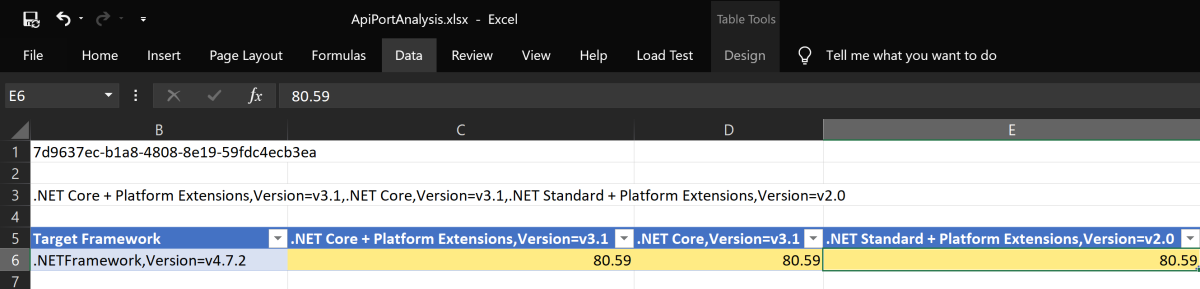 ApiPortAnalysis.xlsx - Excel
Table Tools
File Home Insert Page Layout Formulas Data Review View Help Load Test Design Tell me what you want to do
E6 fx 80.59
B C D E
1 7d9637ec-b1a8-4808-8e19-59fdc4ecb3ea
2
3 .NET Core + Platform Extensions,Version=v3.1,.NET Core,Version=v3.1,.NET Standard + Platform Extensions,Version=v2.0
4
5 Target Framework .NET Core + Platform Extensions,Version=v3.1 .NET Core,Version=v3.1 .NET Standard + Platform Extensions,Version=v2.0
6 .NETFramework,Version=v4.7.2 80.59 80.59 80.59
7